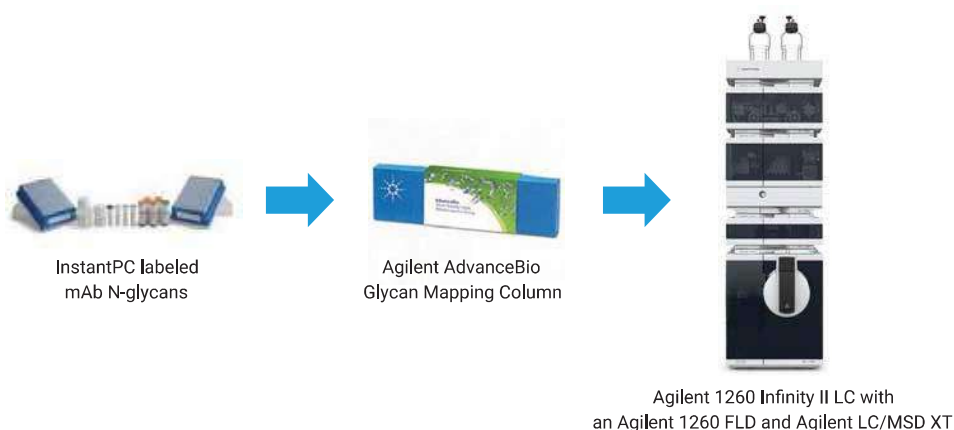 InstantPC labeled
mAb N-glycans
Agilent AdvanceBio
Glycan Mapping Column
Agilent 1260 Infinity II LC with
an Agilent 1260 FLD and Agilent LC/MSD XT